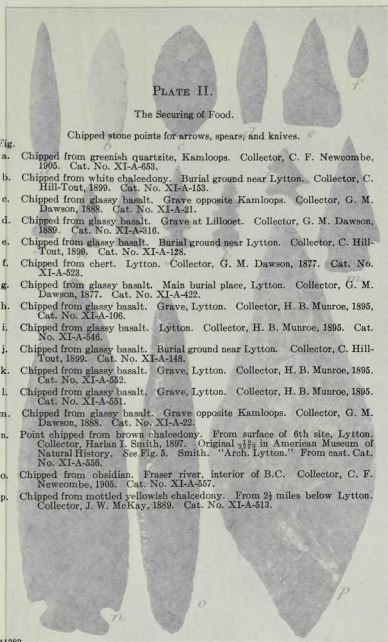 PLATE II.
The Securing of Food.
Chipped stone points for arrows, spears, and knives.
Fig.
a. Chipped from greenish quartzite, Kamloops. Collector, C. F. Newcombe,
1905. Cat. No. XI-A-653.
b. Chipped from white chalcedony. Burial ground near Lytton. Collector, C.
Hill-Tout, 1899. Cat. No. XI-A-153.
c. Chipped from glassy basalt. Grave opposite Kamloops. Collector, G. M.
Dawson, 1888. Cat. No. XI-A-21.
d. Chipped from glassy basalt. Grave at Lillooet. Collector, G. M. Dawson,
1889. Cat. No. XI-A-316.
e. Chipped from glassy basalt. Burial ground near Lytton. Collector, C. Hill-
Tout, 1899. Cat. No. XI-A-128.
f. Chipped from chert. Lytton. Collector, G. M. Dawson, 1877. Cat. No.
XI-A-523.
g. Chipped from glassy basalt. Main burial place, Lytton. Collector, G. M.
Dawson, 1877. Cat. No. XI-A-422.
h. Chipped from glassy basalt. Grave, Lytton. Collector, H. B. Munroe, 1895,
Cat. No. XI-A-106.
i. Chipped from glassy basalt. Lytton. Collector, H. B. Munroe, 1895. Cat.
No. XI-A-546.
j. Chipped from glassy basalt. Burial ground near Lytton. Collector, C. Hill-
Tout, 1899. Cat. No. XI-A-148.
k. Chipped from glassy basalt. Grave, Lytton. Collector, H. B. Munroe, 1895.
Cat. No. XI-A-552.
l. Chipped from glassy basalt. Grave, Lytton. Collector, H. B. Munroe, 1895.
Cat. No. XI-A-551.
m. Chipped from glassy basalt. Grave opposite Kamloops. Collector, G. M.
Dawson, 1888. Cat. No. XI-A-22.
n. Point chipped from brown chalcedony. From surface of 6th site, Lytton.
Collector, Harlan I. Smith, 1897. Original in American Museum of
Natural History. See Fig. 5. Smith. "Arch. Lytton." From cast. Cat.
No. XI-A-556.
o. Chipped from obsidian. Fraser river, interior of B.C. Collector, C. F.
Newcombe, 1905. Cat. No. XI-A-557.
p. Chipped from mottled yellowish chalcedony. From 2½ miles below Lytton.
Collector, J. W. McKay, 1889. Cat. No. XI-A-513.
n o p